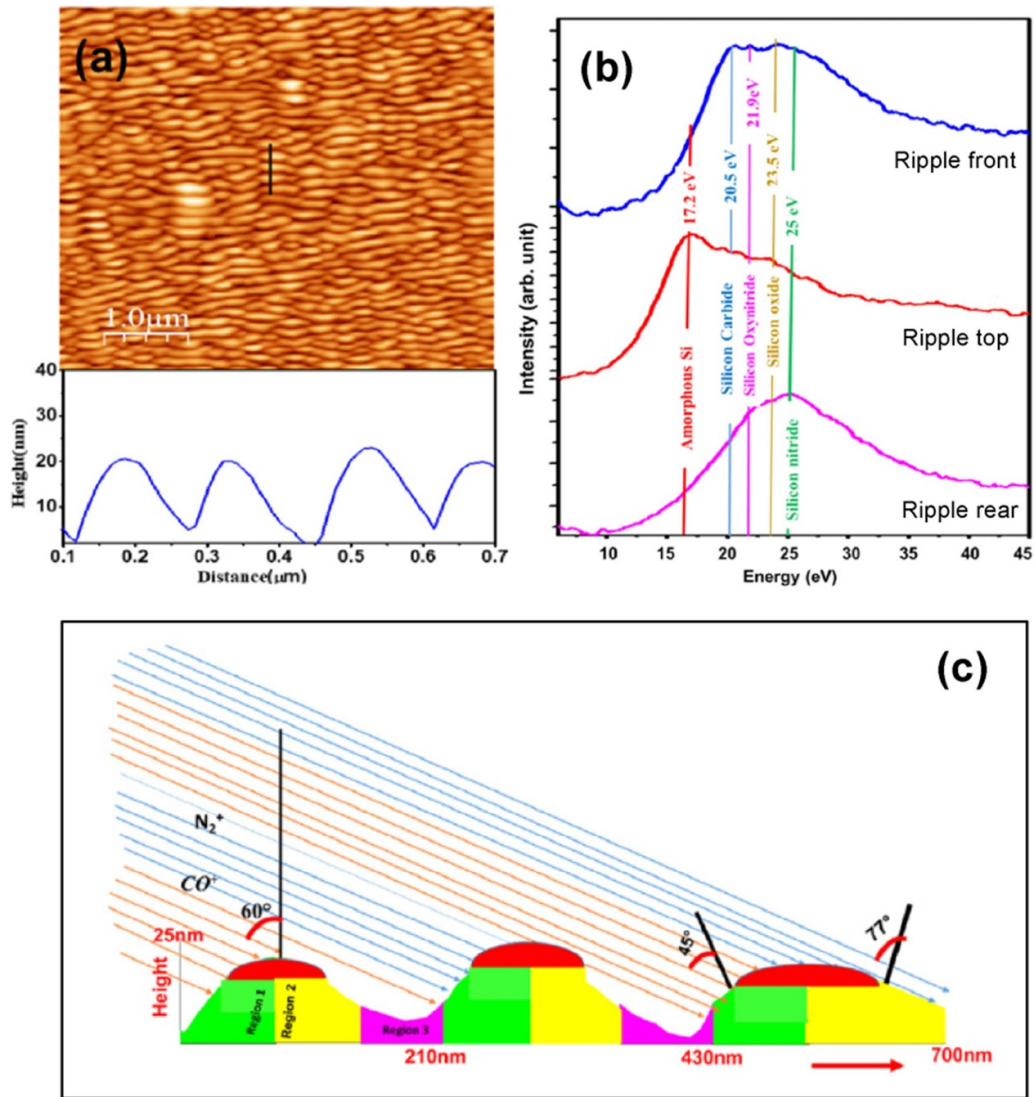 (a)
1.0μm
40
30
20
10
Height(nm)
0.1 0.2 0.3 0.4 0.5 0.6 0.7
Distance(μm)
(b)
Intensity (arb. unit)
17.2 eV
20.5 eV
21.9eV
23.5 eV
25 eV
Amorphous Si
Silicon Carbide
Silicon Oxynitride
Silicon oxide
Silicon nitride
Ripple front
Ripple top
Ripple rear
10 15 20 25 30 35 40 45
Energy (eV)
(c)
N₂⁺
CO⁺
60°
45°
77°
25nm
Height
Region 1
Region 2
Region 3
210nm
430nm
700nm